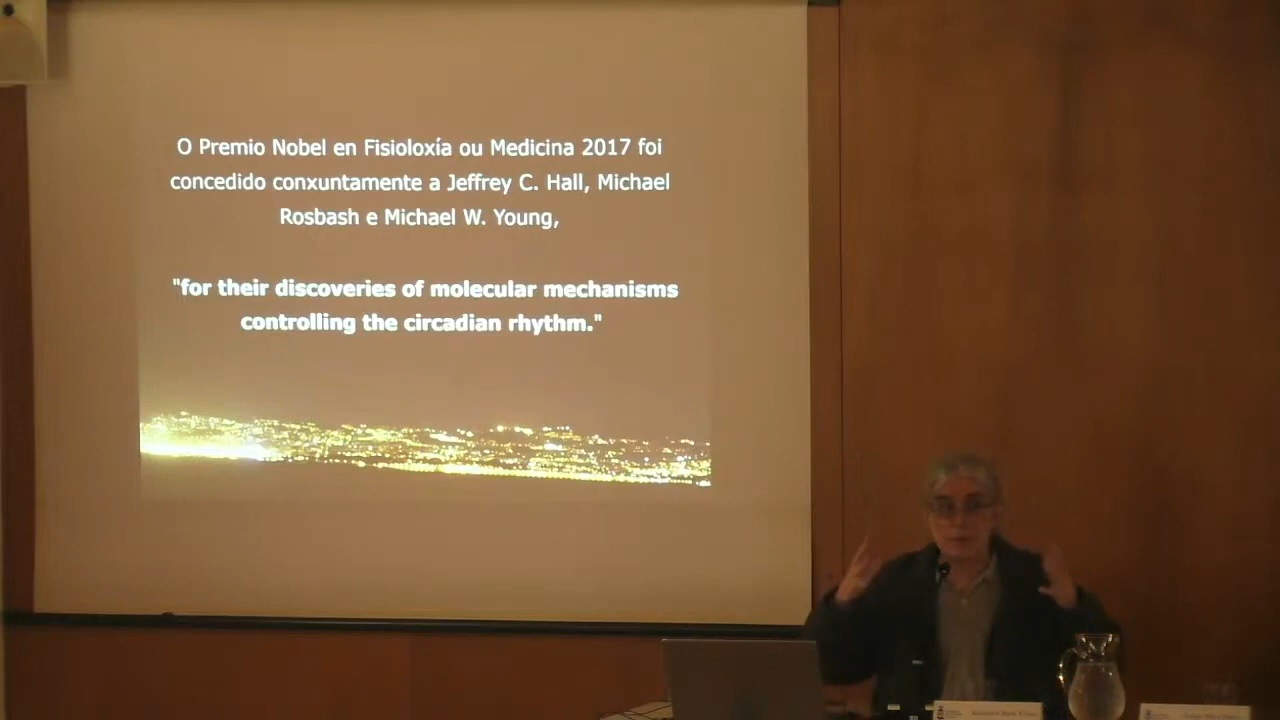 O Premio Nobel en Fisioloxía ou Medicina 2017 foi
concedido conxuntamente a Jeffrey C. Hall, Michael
Rosbash e Michael W. Young,
"for their discoveries of molecular mechanisms
controlling the circadian rhythm."